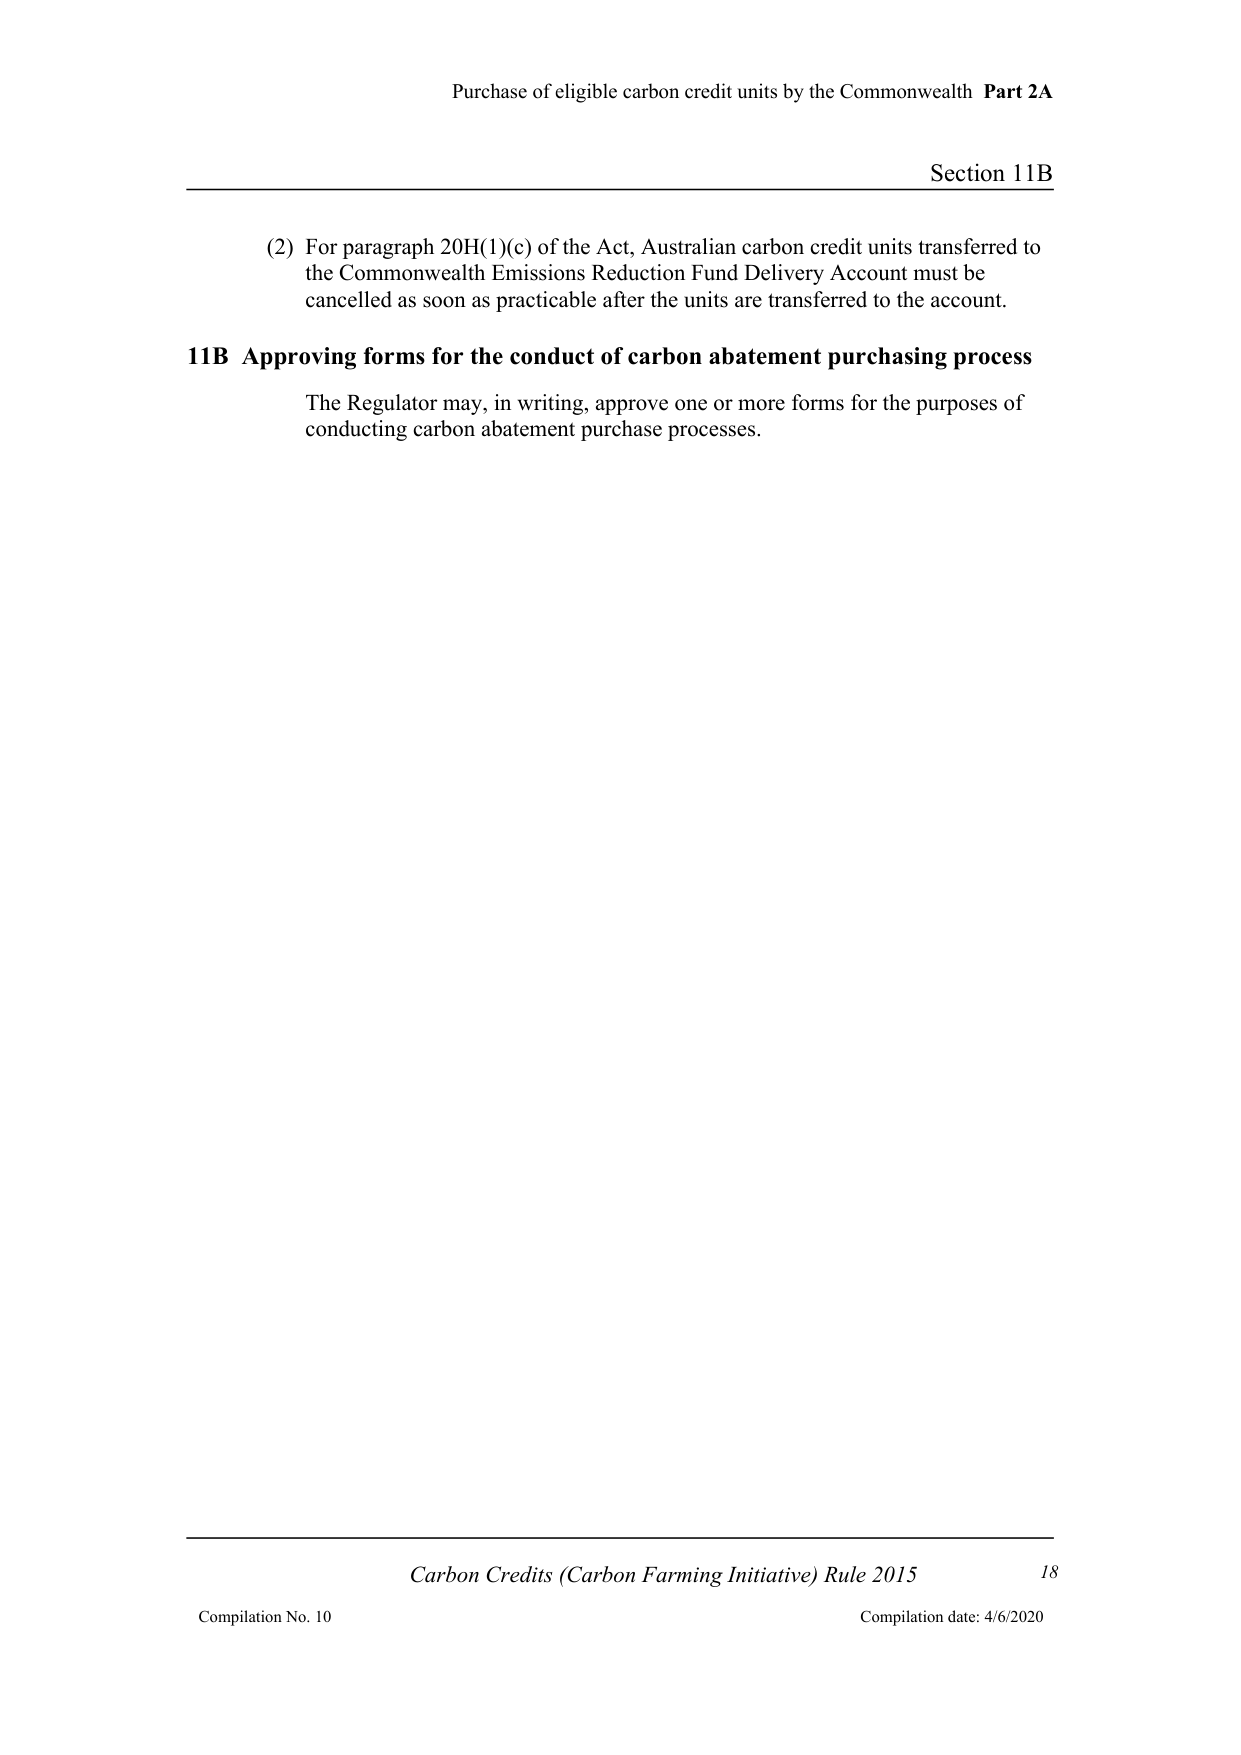 Purchase of eligible carbon credit units by the Commonwealth Part 2A
Section 11B
(2) For paragraph 20H(1)(c) of the Act, Australian carbon credit units transferred to
the Commonwealth Emissions Reduction Fund Delivery Account must be
cancelled as soon as practicable after the units are transferred to the account.
11B Approving forms for the conduct of carbon abatement purchasing process
The Regulator may, in writing, approve one or more forms for the purposes of
conducting carbon abatement purchase processes.
Carbon Credits (Carbon Farming Initiative) Rule 2015 18
Compilation No. 10 Compilation date: 4/6/2020